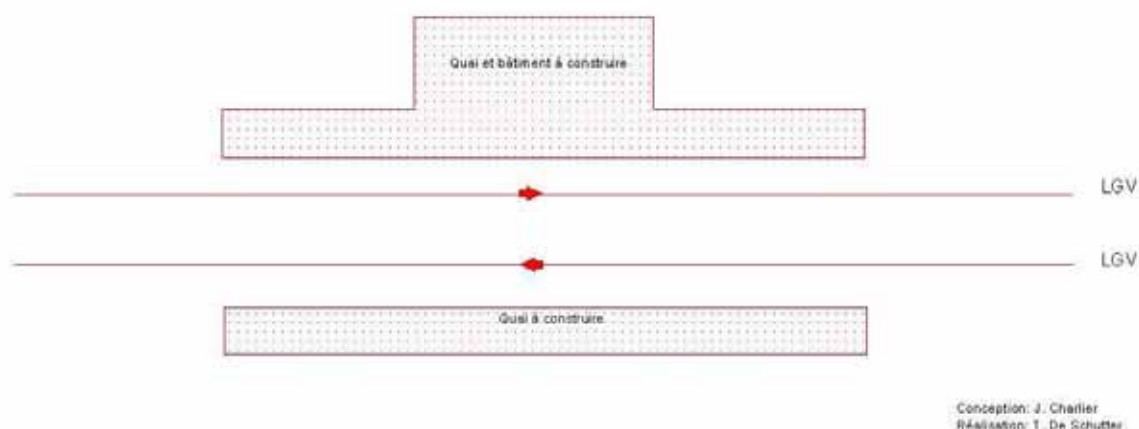 Quai et bâtiment à construire
LGV
LGV
Quai à construire
Conception: J. Charlier
Réalisation: T. De Schutter